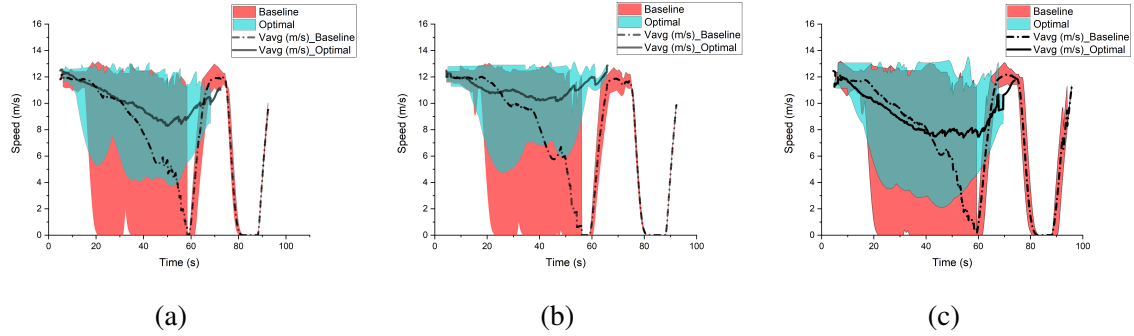 Baseline
Optimal
Vavg (m/s)_Baseline
Vavg (m/s)_Optimal
16
14
12
10
8
6
4
2
0
Speed (m/s)
0 20 40 60 80 100
Time (s)
(a)
Baseline
Optimal
Vavg (m/s)_Baseline
Vavg (m/s)_Optimal
16
14
12
10
8
6
4
2
0
Speed (m/s)
0 20 40 60 80 100
Time (s)
(b)
Baseline
Optimal
Vavg (m/s)_Baseline
Vavg (m/s)_Optimal
16
14
12
10
8
6
4
2
0
Speed (m/s)
0 20 40 60 80 100
Time (s)
(c)